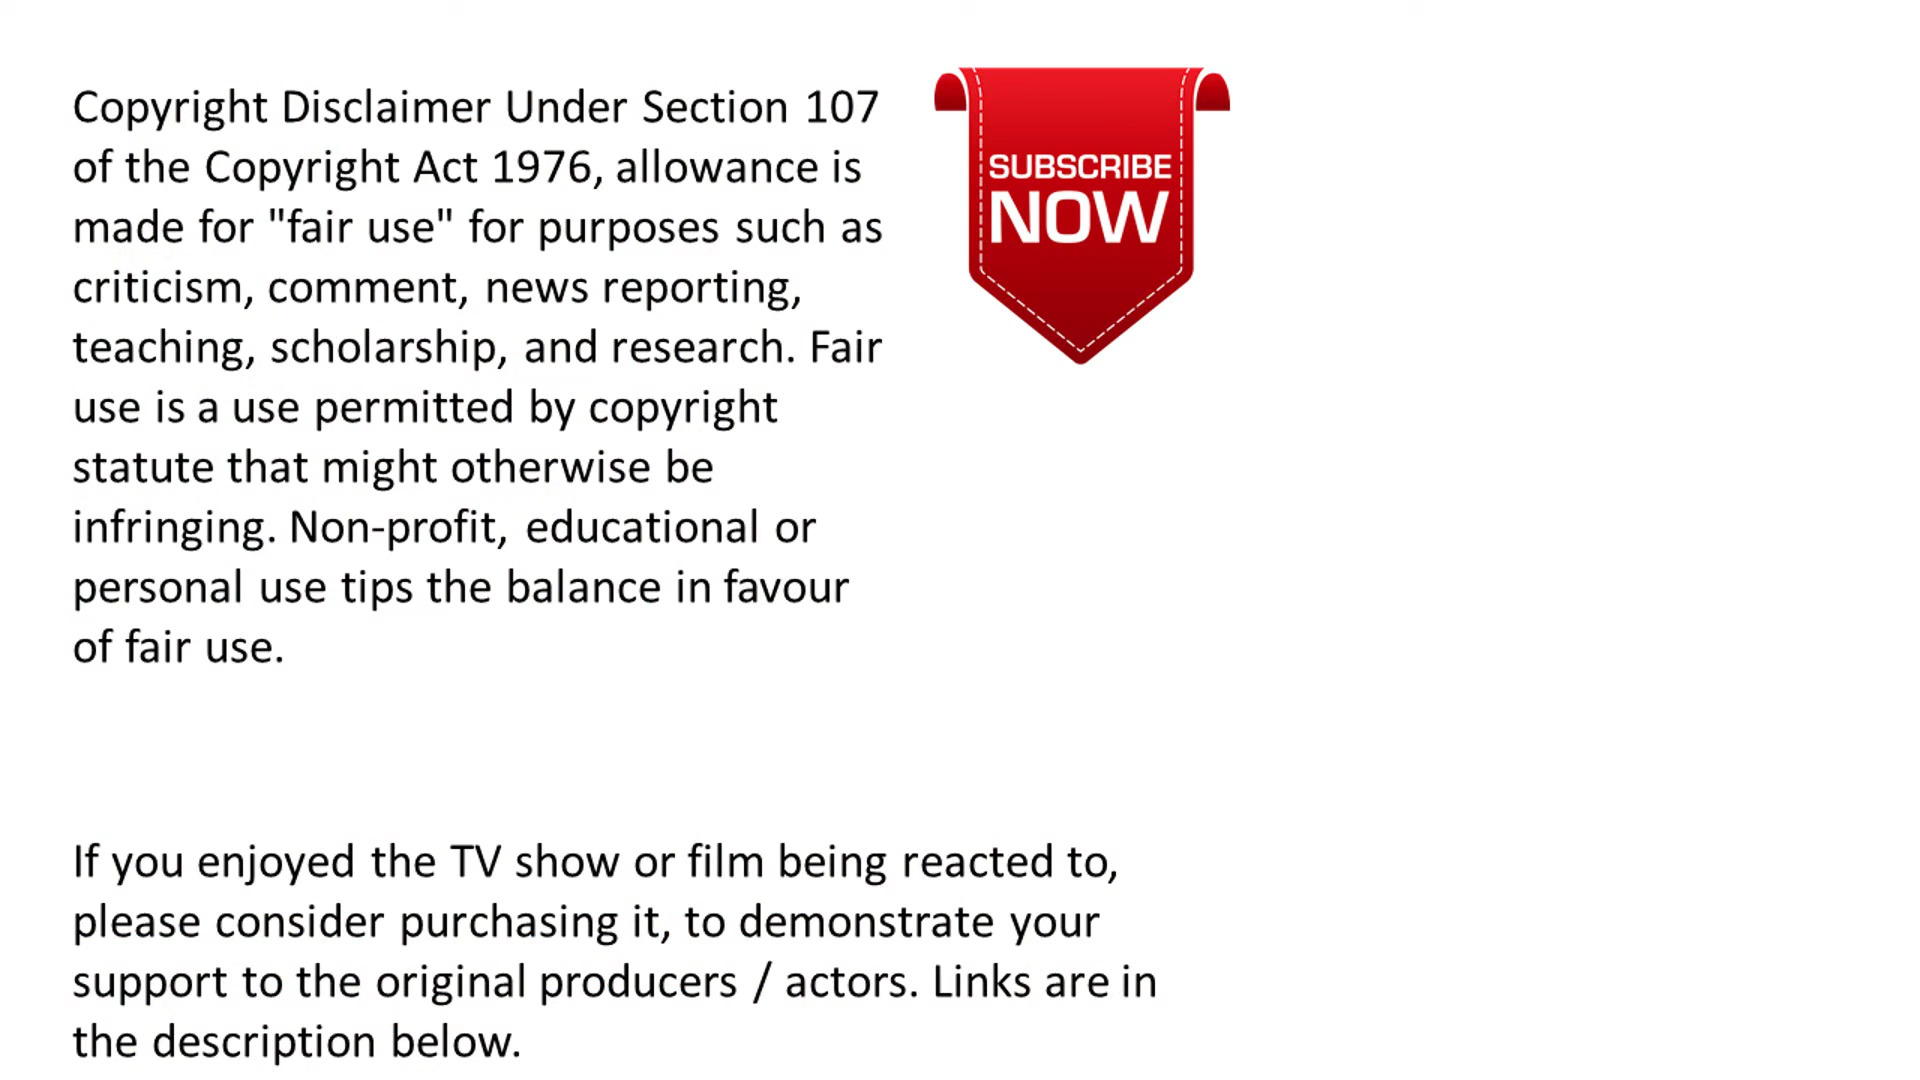 Copyright Disclaimer Under Section 107
of the Copyright Act 1976, allowance is
made for "fair use" for purposes such as
criticism, comment, news reporting,
teaching, scholarship, and research. Fair
use is a use permitted by copyright
statute that might otherwise be
infringing. Non-profit, educational or
personal use tips the balance in favour
of fair use.
SUBSCRIBE
NOW
If you enjoyed the TV show or film being reacted to,
please consider purchasing it, to demonstrate your
support to the original producers / actors. Links are in
the description below.